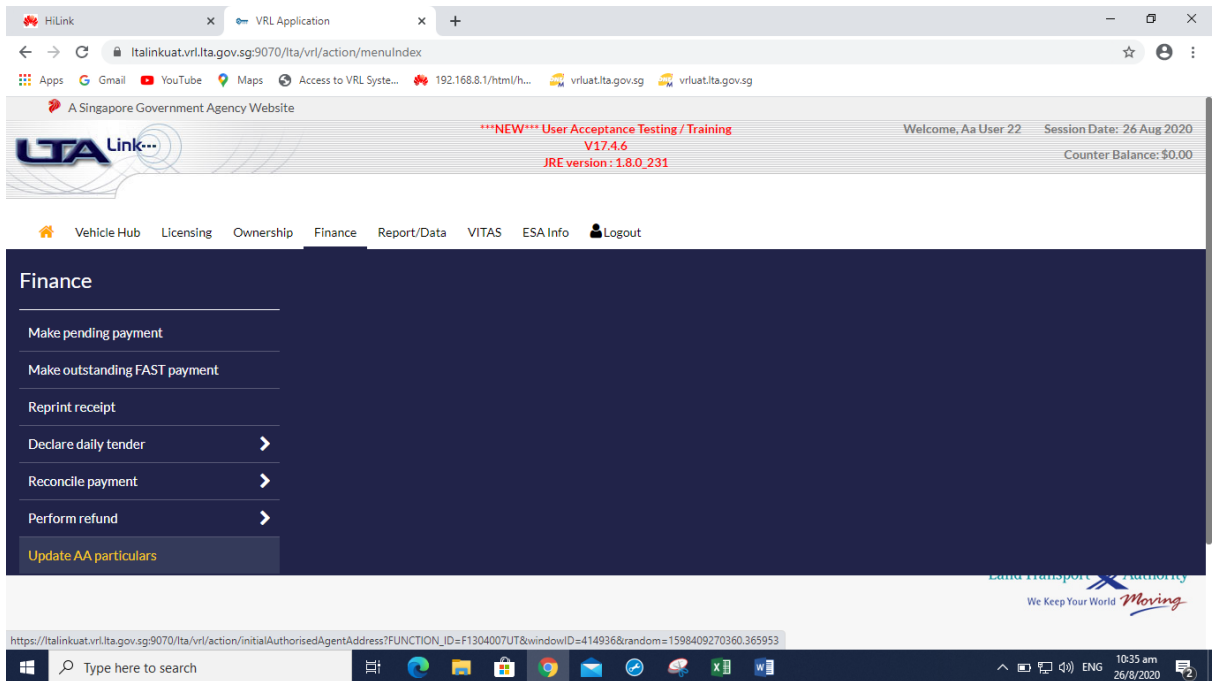 HiLink
VRL Application
ltalinkuat.vrl.lta.gov.sg:9070/lta/vrl/action/menuIndex
Apps Gmail YouTube Maps Access to VRL Syste... 192.168.8.1/html/h... vrluat.lta.gov.sg vrluat.lta.gov.sg
A Singapore Government Agency Website
LTA Link...
***NEW*** User Acceptance Testing / Training
V17.4.6
JRE version : 1.8.0_231
Welcome, Aa User 22 Session Date: 26 Aug 2020
Counter Balance: $0.00
Vehicle Hub Licensing Ownership Finance Report/Data VITAS ESA Info Logout
Finance
Make pending payment
Make outstanding FAST payment
Reprint receipt
Declare daily tender
Reconcile payment
Perform refund
Update AA particulars
Land Transport Authority
We Keep Your World Moving
https://ltalinkuat.vrl.lta.gov.sg:9070/lta/vrl/action/initialAuthorisedAgentAddress?FUNCTION_ID=F1304007UT&windowID=414936&random=1598409270360.365953
Type here to search
ENG
10:35 am
26/8/2020
2